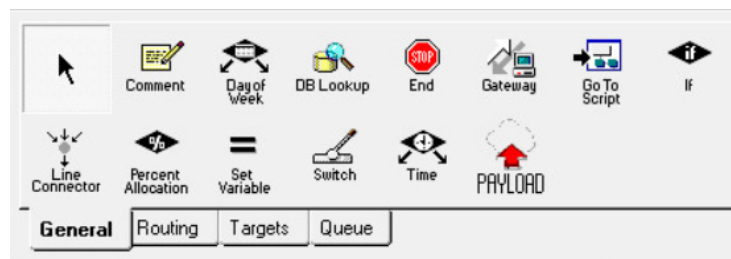 Comment
Day of
Week
DB Lookup
STOP
End
Gateway
Go To
Script
if
If
Line
Connector
%
Percent
Allocation
=
Set
Variable
Switch
Time
PAYLOAD
General
Routing
Targets
Queue